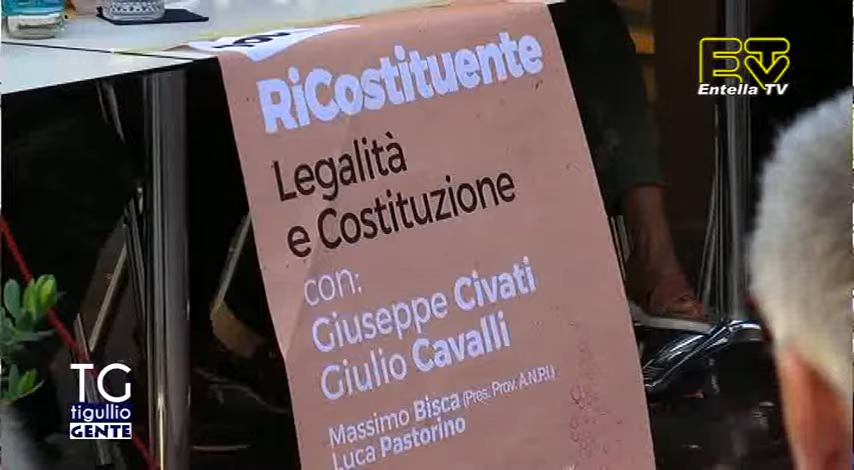 RiCostituente
Legalità
e Costituzione
con:
Giuseppe Civati
Giulio Cavalli
Massimo Bisca (Pres. Prov. A.N.P.I.)
Luca Pastorino
ETV
Entella TV
TG
tigullio
GENTE